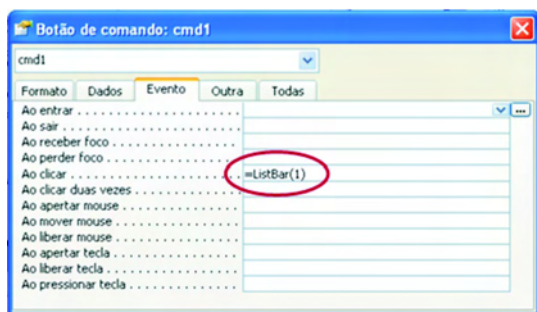 Botão de comando: cmd1
cmd1
Formato Dados Evento Outra Todas
Ao entrar . . . . . . . . . . . . . . . . . . . . . ...
Ao sair . . . . . . . . . . . . . . . . . . . . . . .
Ao receber foco . . . . . . . . . . . . . . . .
Ao perder foco . . . . . . . . . . . . . . . . .
Ao clicar . . . . . . . . . . . . . . . . . . . . . =ListBar(1)
Ao clicar duas vezes . . . . . . . . . . . . .
Ao apertar mouse . . . . . . . . . . . . . . .
Ao mover mouse . . . . . . . . . . . . . . . .
Ao liberar mouse . . . . . . . . . . . . . . . .
Ao apertar tecla . . . . . . . . . . . . . . . .
Ao liberar tecla . . . . . . . . . . . . . . . . .
Ao pressionar tecla . . . . . . . . . . . . . .